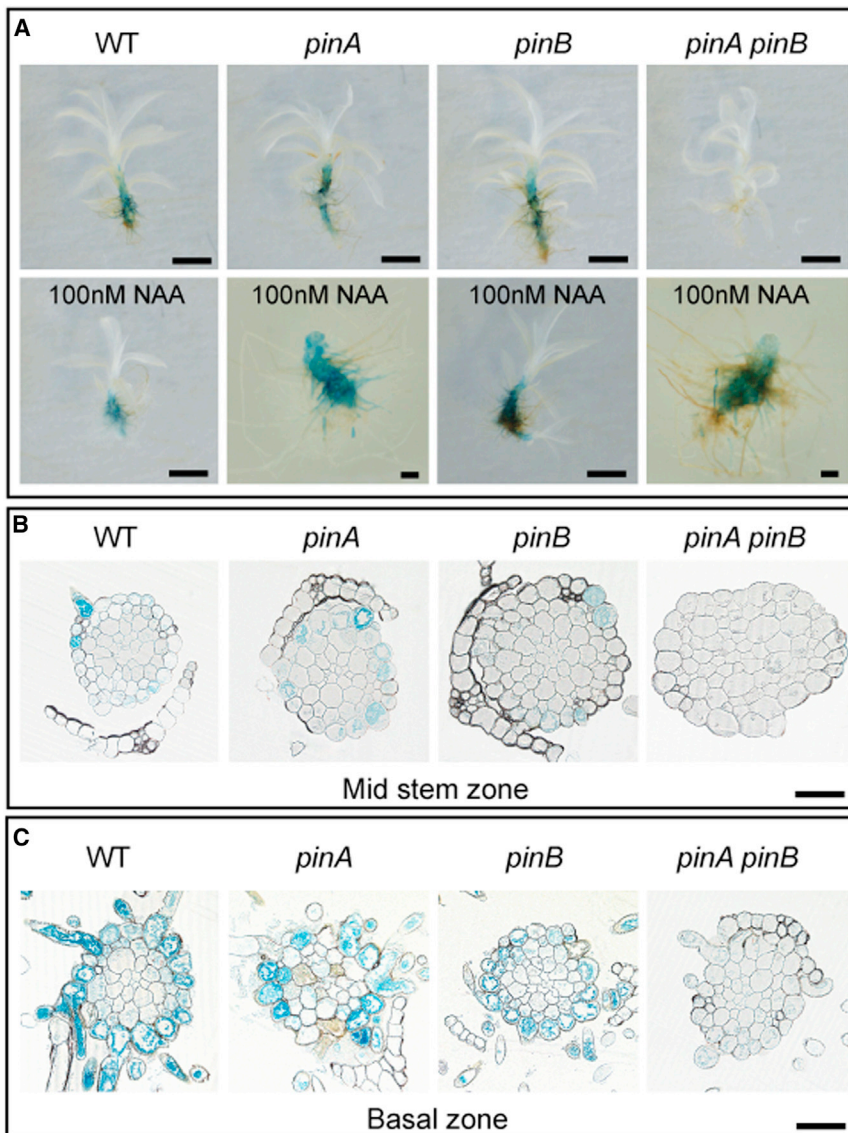 A
WT pinA pinB pinA pinB
100nM NAA 100nM NAA 100nM NAA 100nM NAA
B
WT pinA pinB pinA pinB
Mid stem zone
C
WT pinA pinB pinA pinB
Basal zone